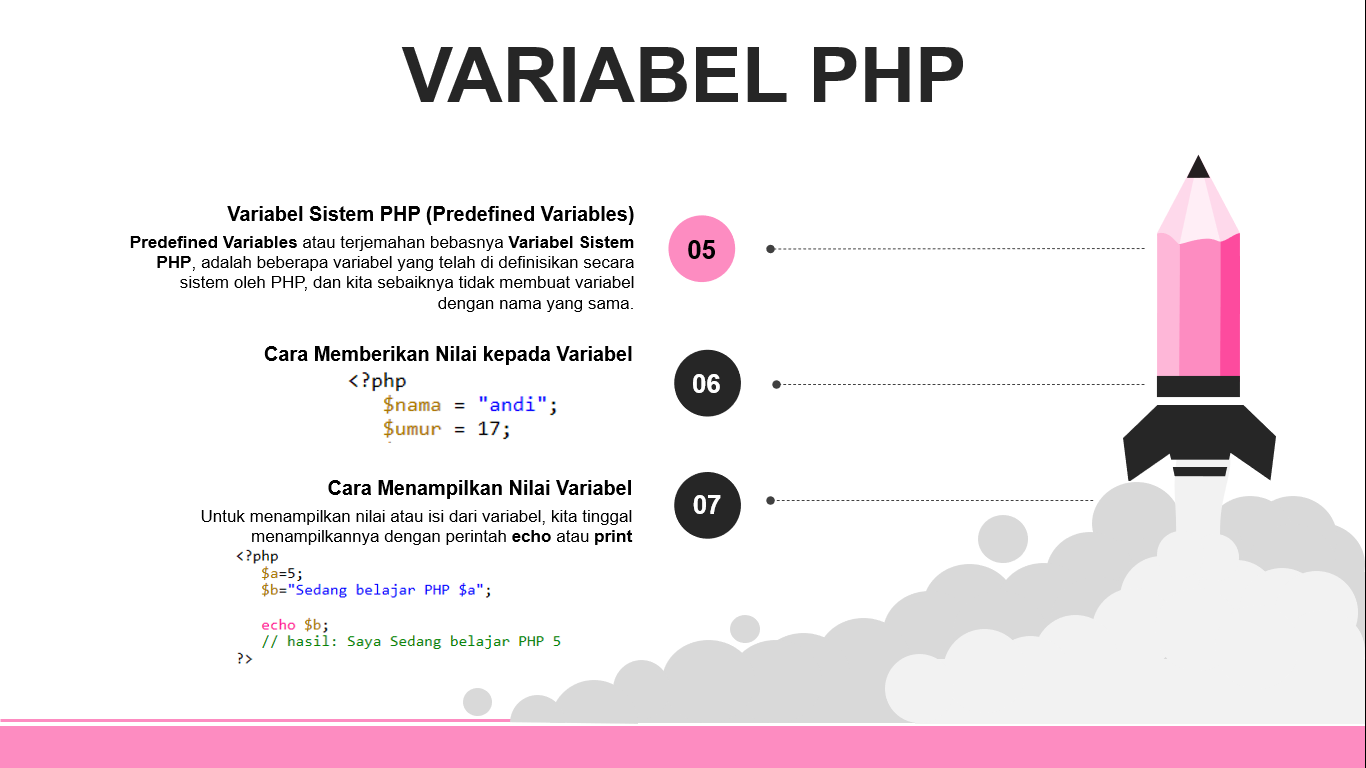 VARIABEL PHP
Variabel Sistem PHP (Predefined Variables)
Predefined Variables atau terjemahan bebasnya Variabel Sistem
PHP, adalah beberapa variabel yang telah di definisikan secara
sistem oleh PHP, dan kita sebaiknya tidak membuat variabel
dengan nama yang sama.
05
Cara Memberikan Nilai kepada Variabel
<?php
$nama = "andi";
$umur = 17;
06
Cara Menampilkan Nilai Variabel
Untuk menampilkan nilai atau isi dari variabel, kita tinggal
menampilkannya dengan perintah echo atau print
<?php
$a=5;
$b="Sedang belajar PHP $a";
echo $b;
// hasil: Saya Sedang belajar PHP 5
?>
07